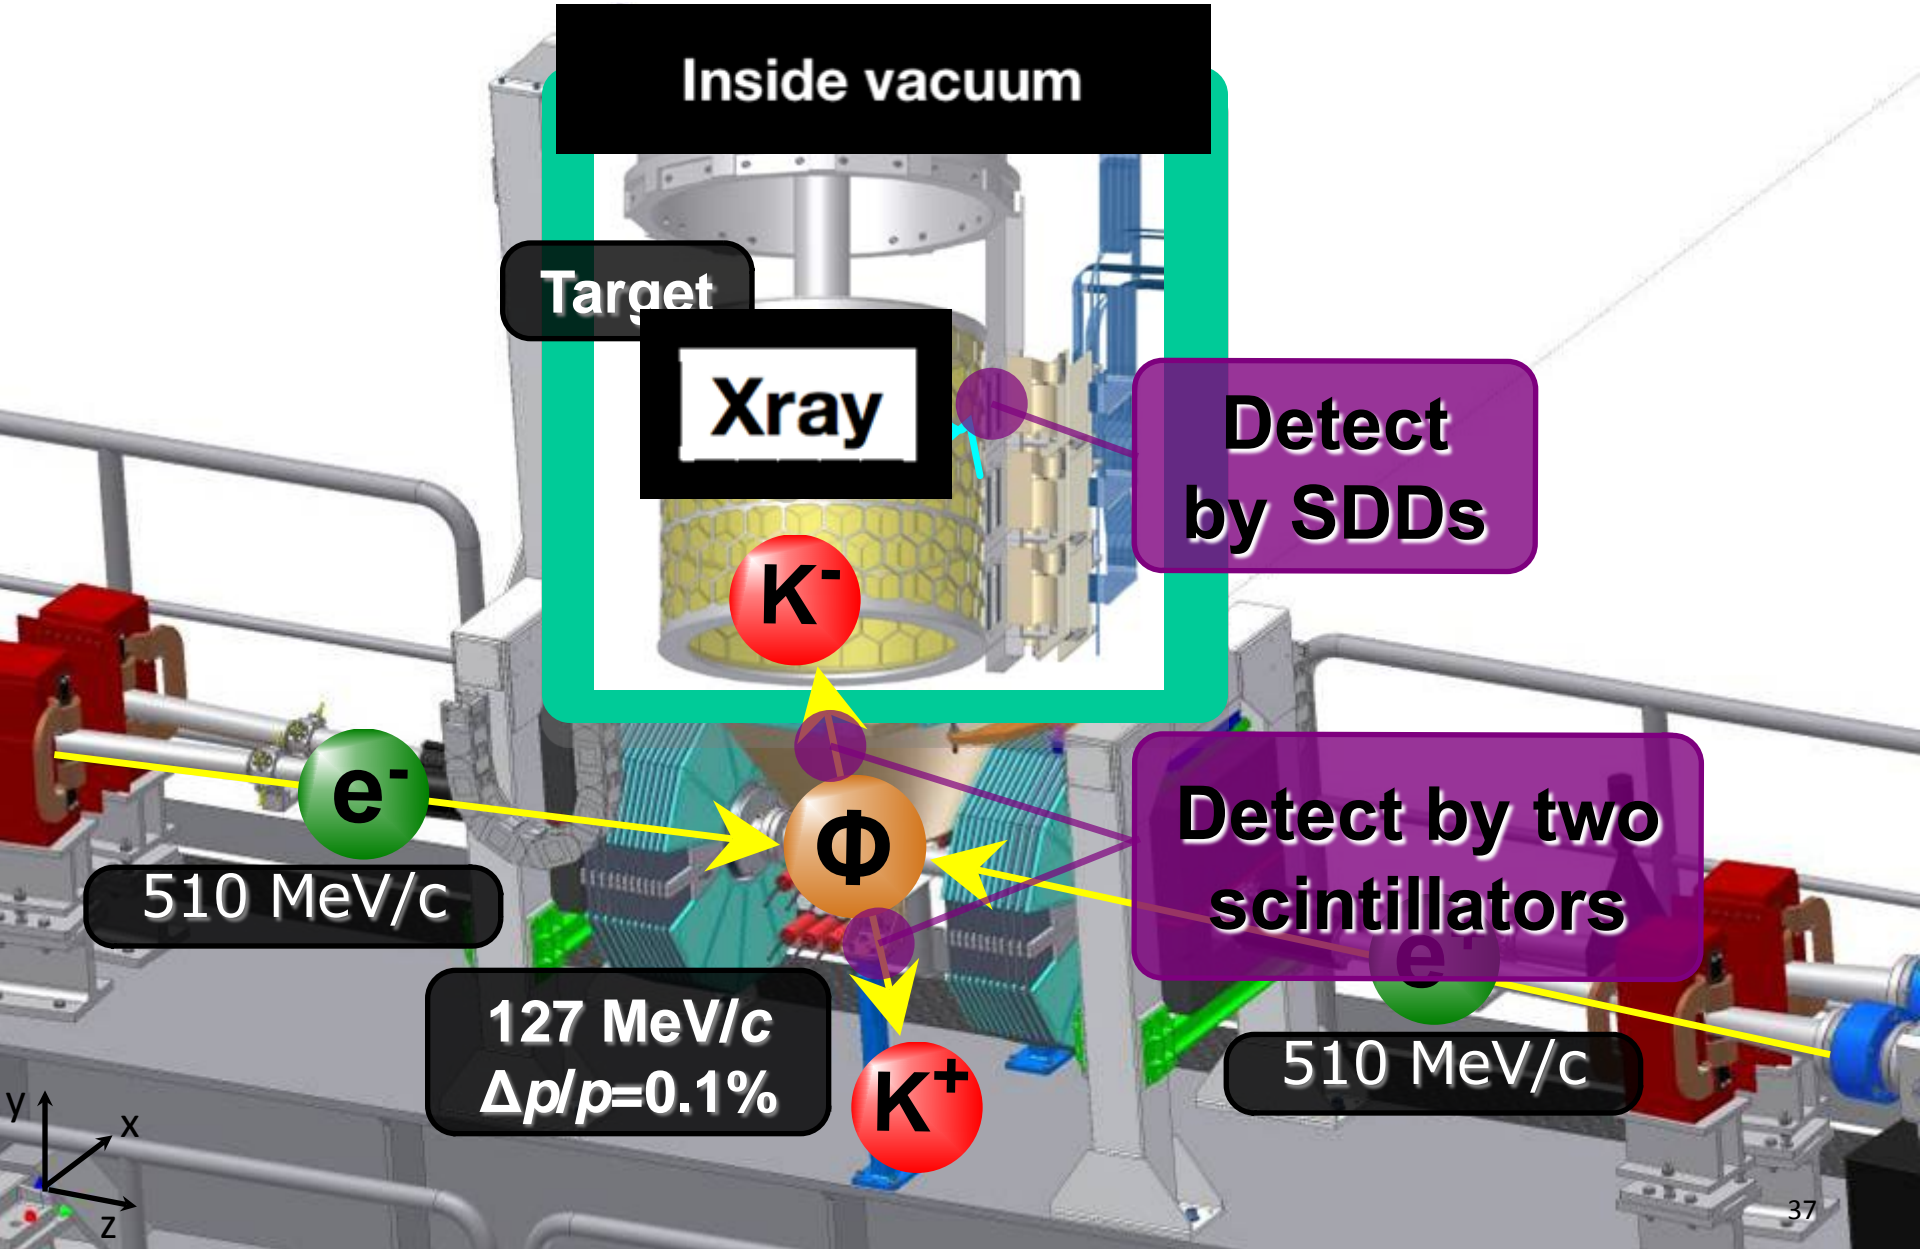 Inside vacuum
Target
Xray
Detect
by SDDs
K-
e-
Φ
510 MeV/c
Detect by two
scintillators
e+
127 MeV/c
Δp/p=0.1%
K+
510 MeV/c
y
x
z
37